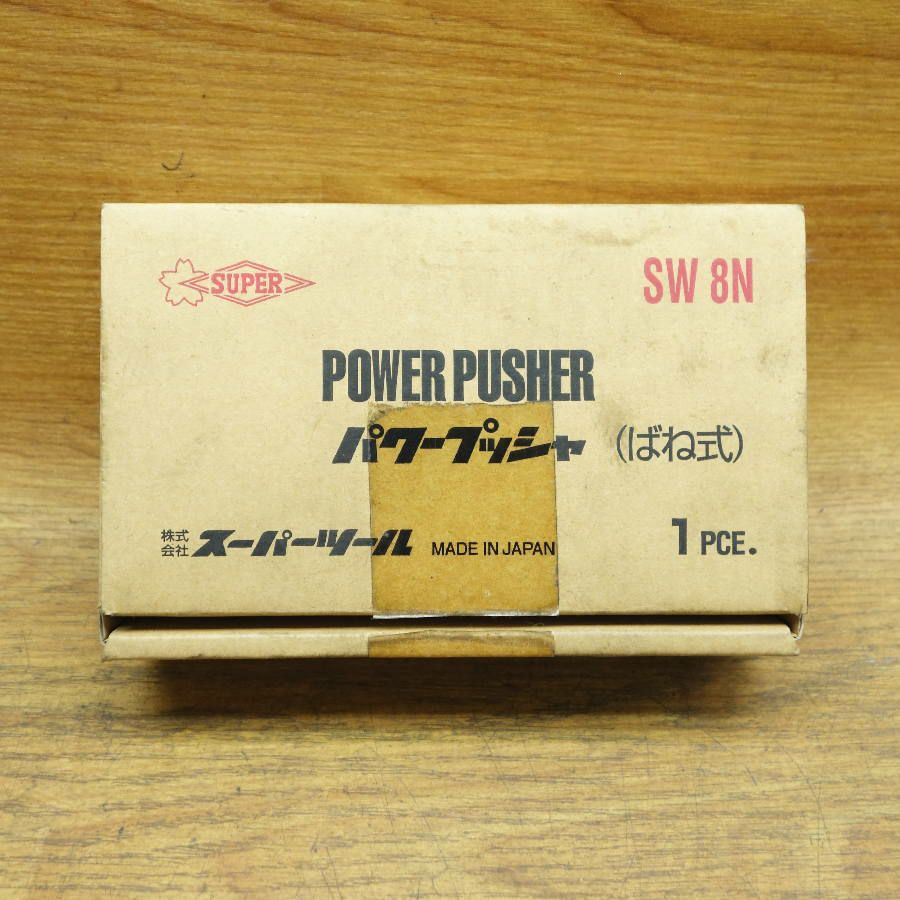 SUPER
SW 8N
POWER PUSHER
パワープッシャ (ばね式)
株式会社 スーパーツール MADE IN JAPAN 1 PCE.